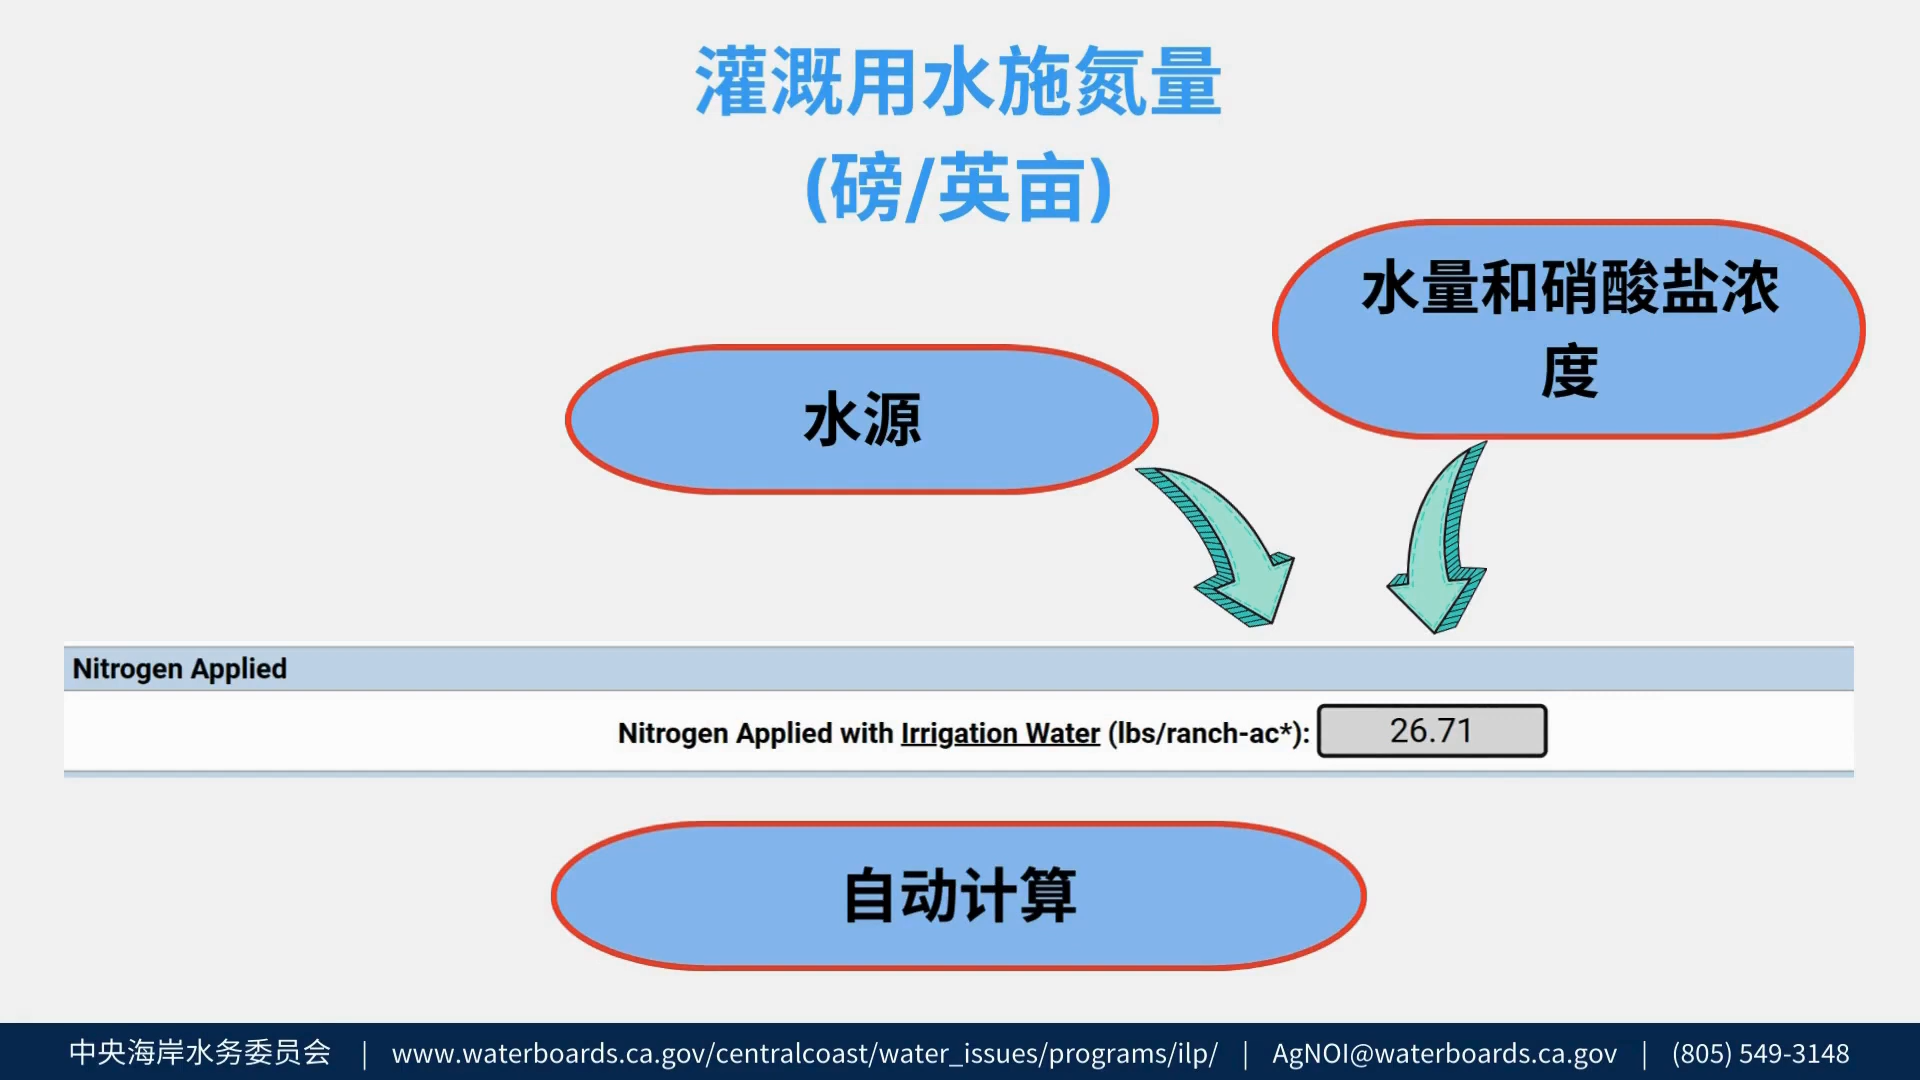 灌溉用水施氮量
(磅/英亩)
水量和硝酸盐浓
度
水源
Nitrogen Applied
Nitrogen Applied with Irrigation Water (lbs/ranch-ac*): 26.71
自动计算
中央海岸水务委员会 | www.waterboards.ca.gov/centralcoast/water_issues/programs/ilp/ | AgNOI@waterboards.ca.gov | (805) 549-3148